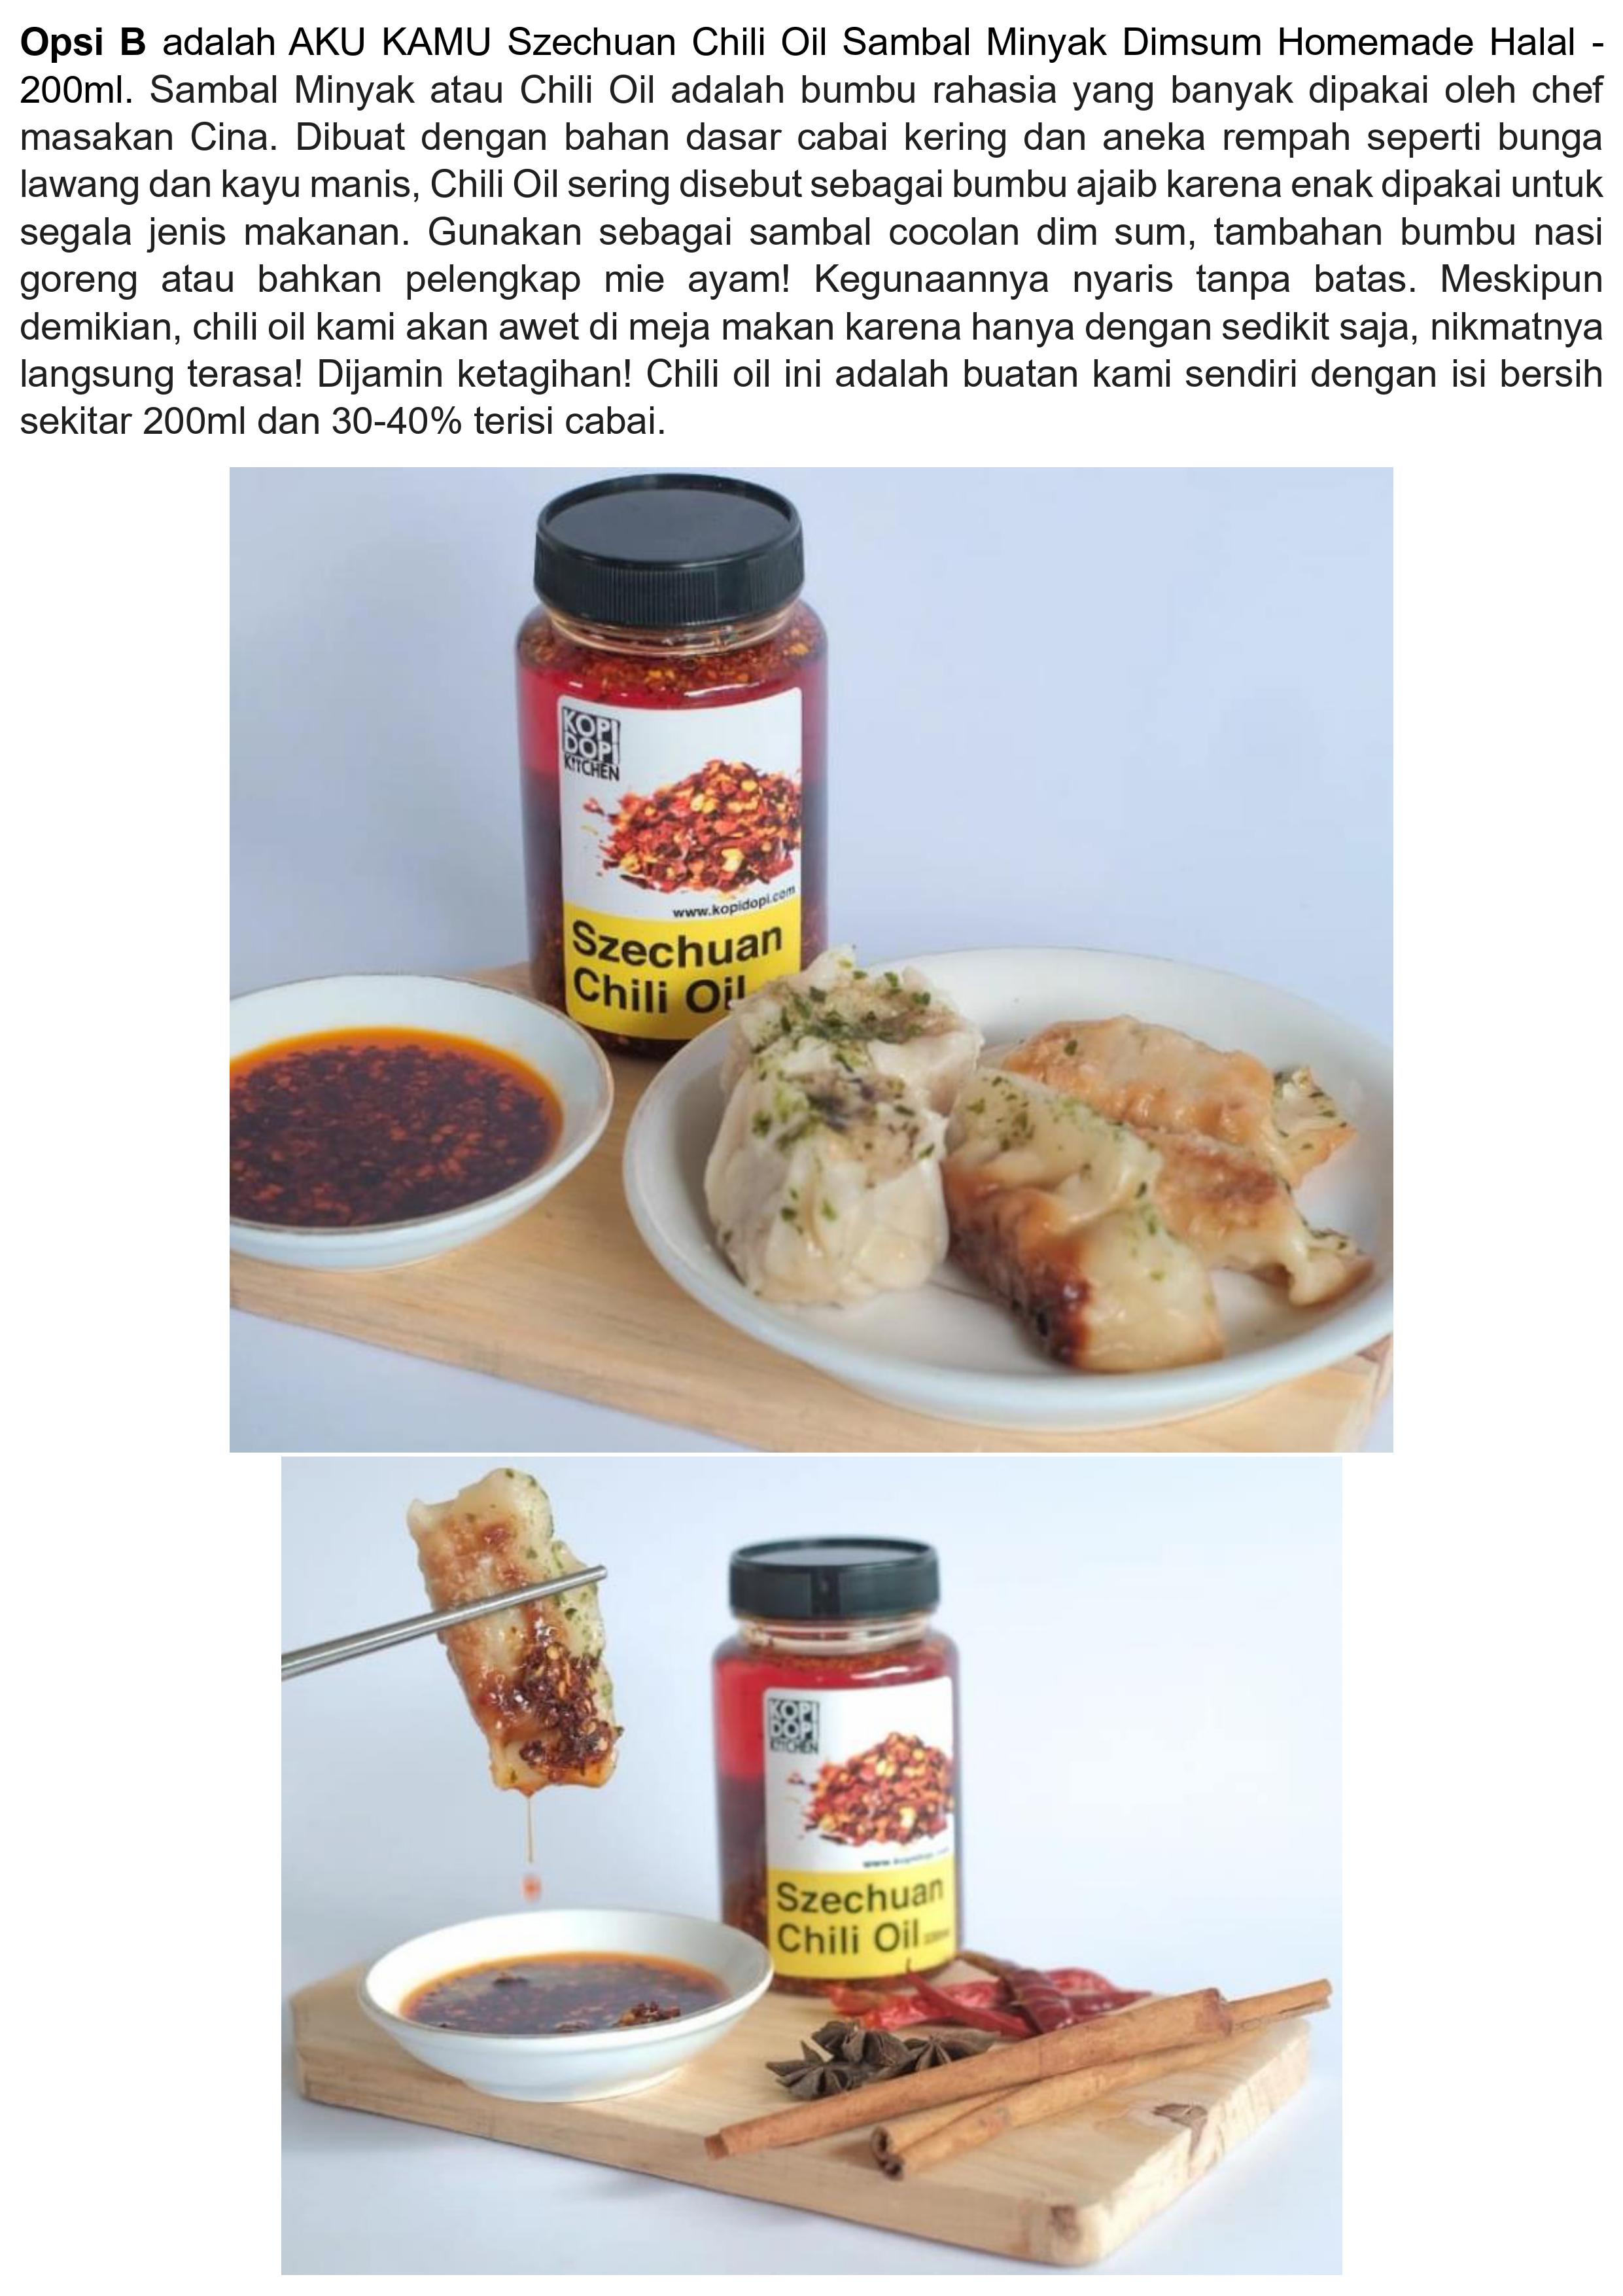 Opsi B adalah AKU KAMU Szechuan Chili Oil Sambal Minyak Dimsum Homemade Halal -
200ml. Sambal Minyak atau Chili Oil adalah bumbu rahasia yang banyak dipakai oleh chef
masakan Cina. Dibuat dengan bahan dasar cabai kering dan aneka rempah seperti bunga
lawang dan kayu manis, Chili Oil sering disebut sebagai bumbu ajaib karena enak dipakai untuk
segala jenis makanan. Gunakan sebagai sambal cocolan dim sum, tambahan bumbu nasi
goreng atau bahkan pelengkap mie ayam! Kegunaannya nyaris tanpa batas. Meskipun
demikian, chili oil kami akan awet di meja makan karena hanya dengan sedikit saja, nikmatnya
langsung terasa! Dijamin ketagihan! Chili oil ini adalah buatan kami sendiri dengan isi bersih
sekitar 200ml dan 30-40% terisi cabai.
KOPI
DOPI
KITCHEN
www.kopidopi.com
Szechuan
Chili Oil
KOPI
DOPI
KITCHEN
Szechuan
Chili Oil